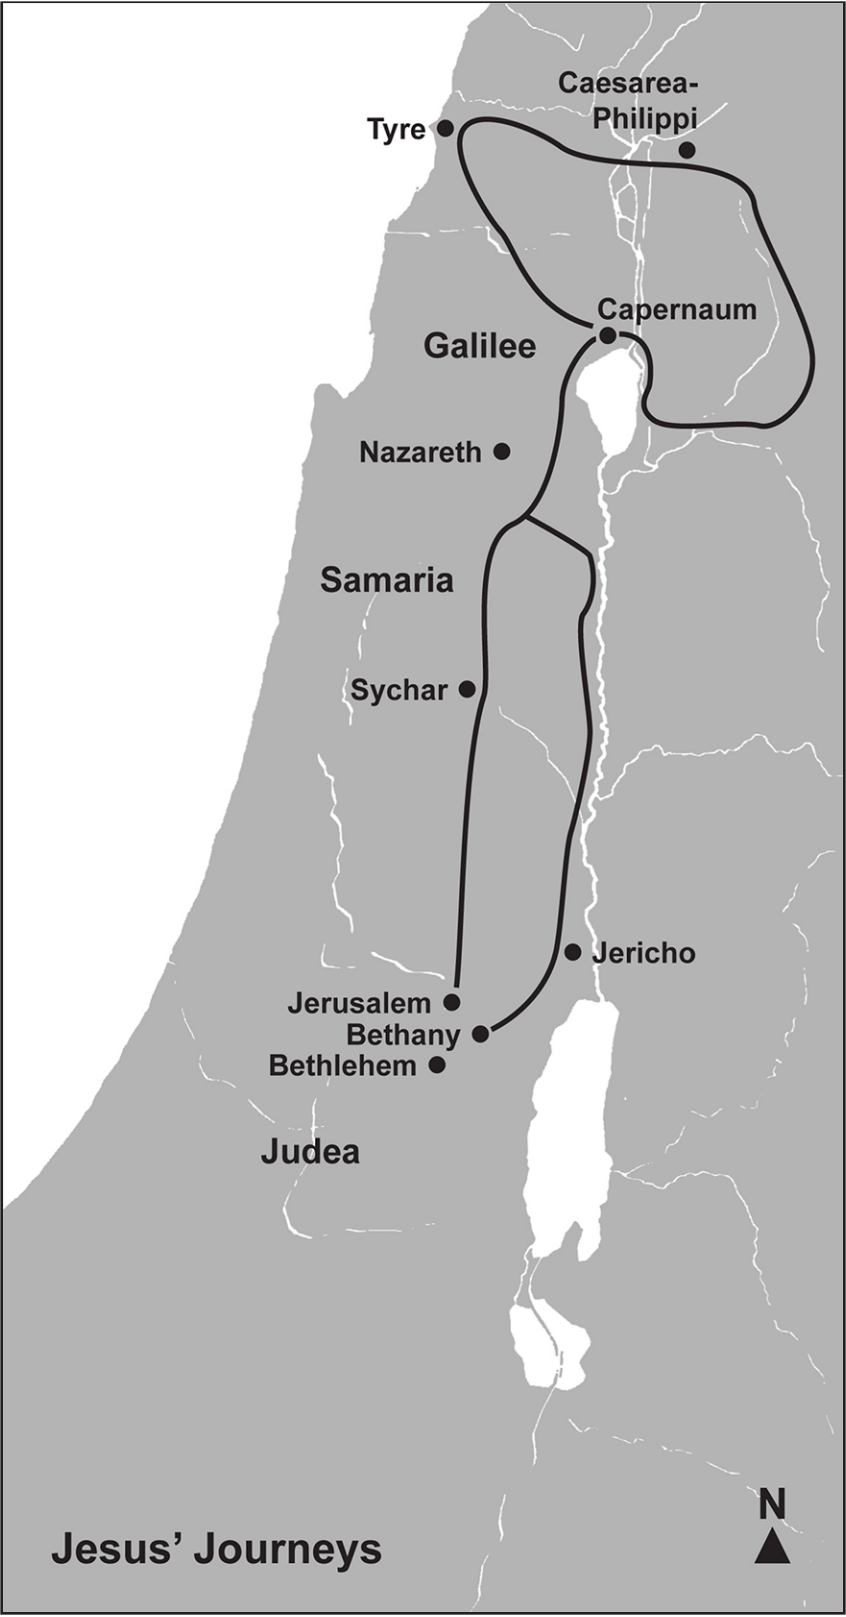 Caesarea-
Philippi
Tyre
Capernaum
Galilee
Nazareth
Samaria
Sychar
Jericho
Jerusalem
Bethany
Bethlehem
Judea
N
Jesus’ Journeys